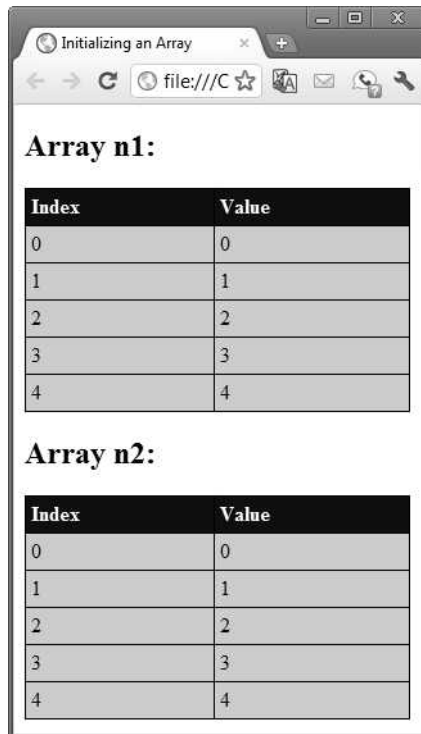 Initializing an Array
file:///C
Array n1:
Index Value
0 0
1 1
2 2
3 3
4 4
Array n2:
Index Value
0 0
1 1
2 2
3 3
4 4